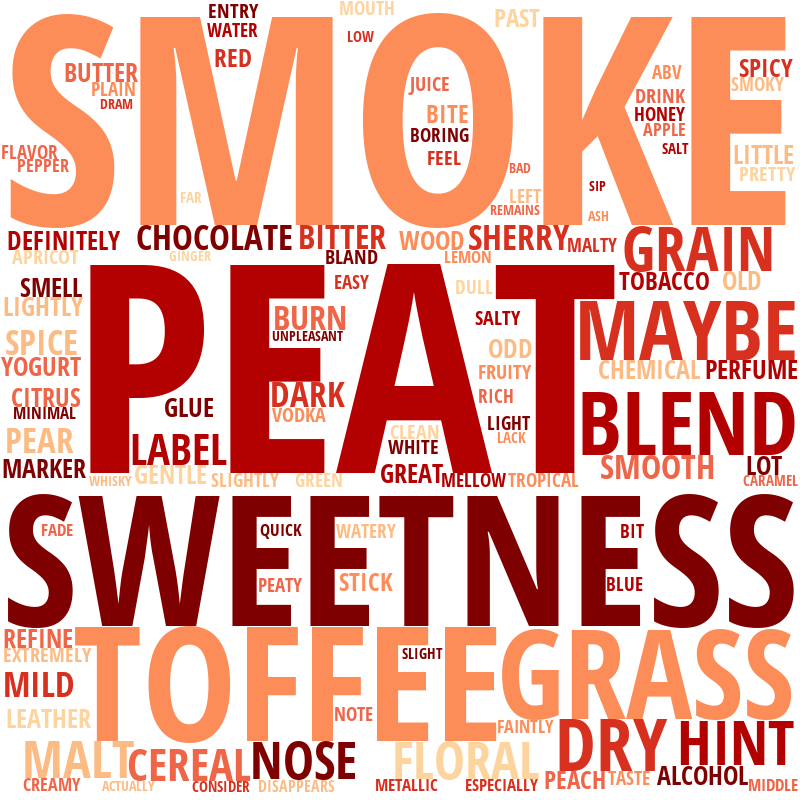 SMOKE
ENTRY
MOUTH
PAST
WATER
LOW
RED
BUTTER
PLAIN
DRAM
JUICE
BITE
BORING
FEEL
ABV
SPICY
SMOKY
DRINK
HONEY
APPLE
SALT
LITTLE
PRETTY
FLAVOR
PEPPER
BAD
SIP
FAR
LEFT
REMAINS
ASH
DEFINITELY
CHOCOLATE
BITTER
WOOD
SHERRY
MALTY
GRAIN
APRICOT
GINGER
BLAND
LEMON
PEAT
SMELL
LIGHTLY
SPICE
YOGURT
CITRUS
MINIMAL
PEAR
MARKER
EASY
DULL
TOBACCO
OLD
BURN
UNPLEASANT
SALTY
MAYBE
ODD
FRUITY
CHEMICAL
PERFUME
DARK
VODKA
GLUE
RICH
BLEND
LIGHT
LACK
CLEAN
WHITE
LABEL
SMOOTH
LOT
CARAMEL
WHISKY
GENTLE
SLIGHTLY
GREEN
GREAT
MELLOW
TROPICAL
SWEETNESS
FADE
QUICK
WATERY
BIT
PEATY
STICK
BLUE
REFINE
EXTREMELY
TOFFEE
GRASS
SLIGHT
MILD
LEATHER
NOTE
FAINTLY
MALT
CEREAL
NOSE
FLORAL
DRY
HINT
CREAMY
ACTUALLY
CONSIDER
DISAPPEARS
METALLIC
ESPECIALLY
PEACH
TASTE
ALCOHOL
MIDDLE